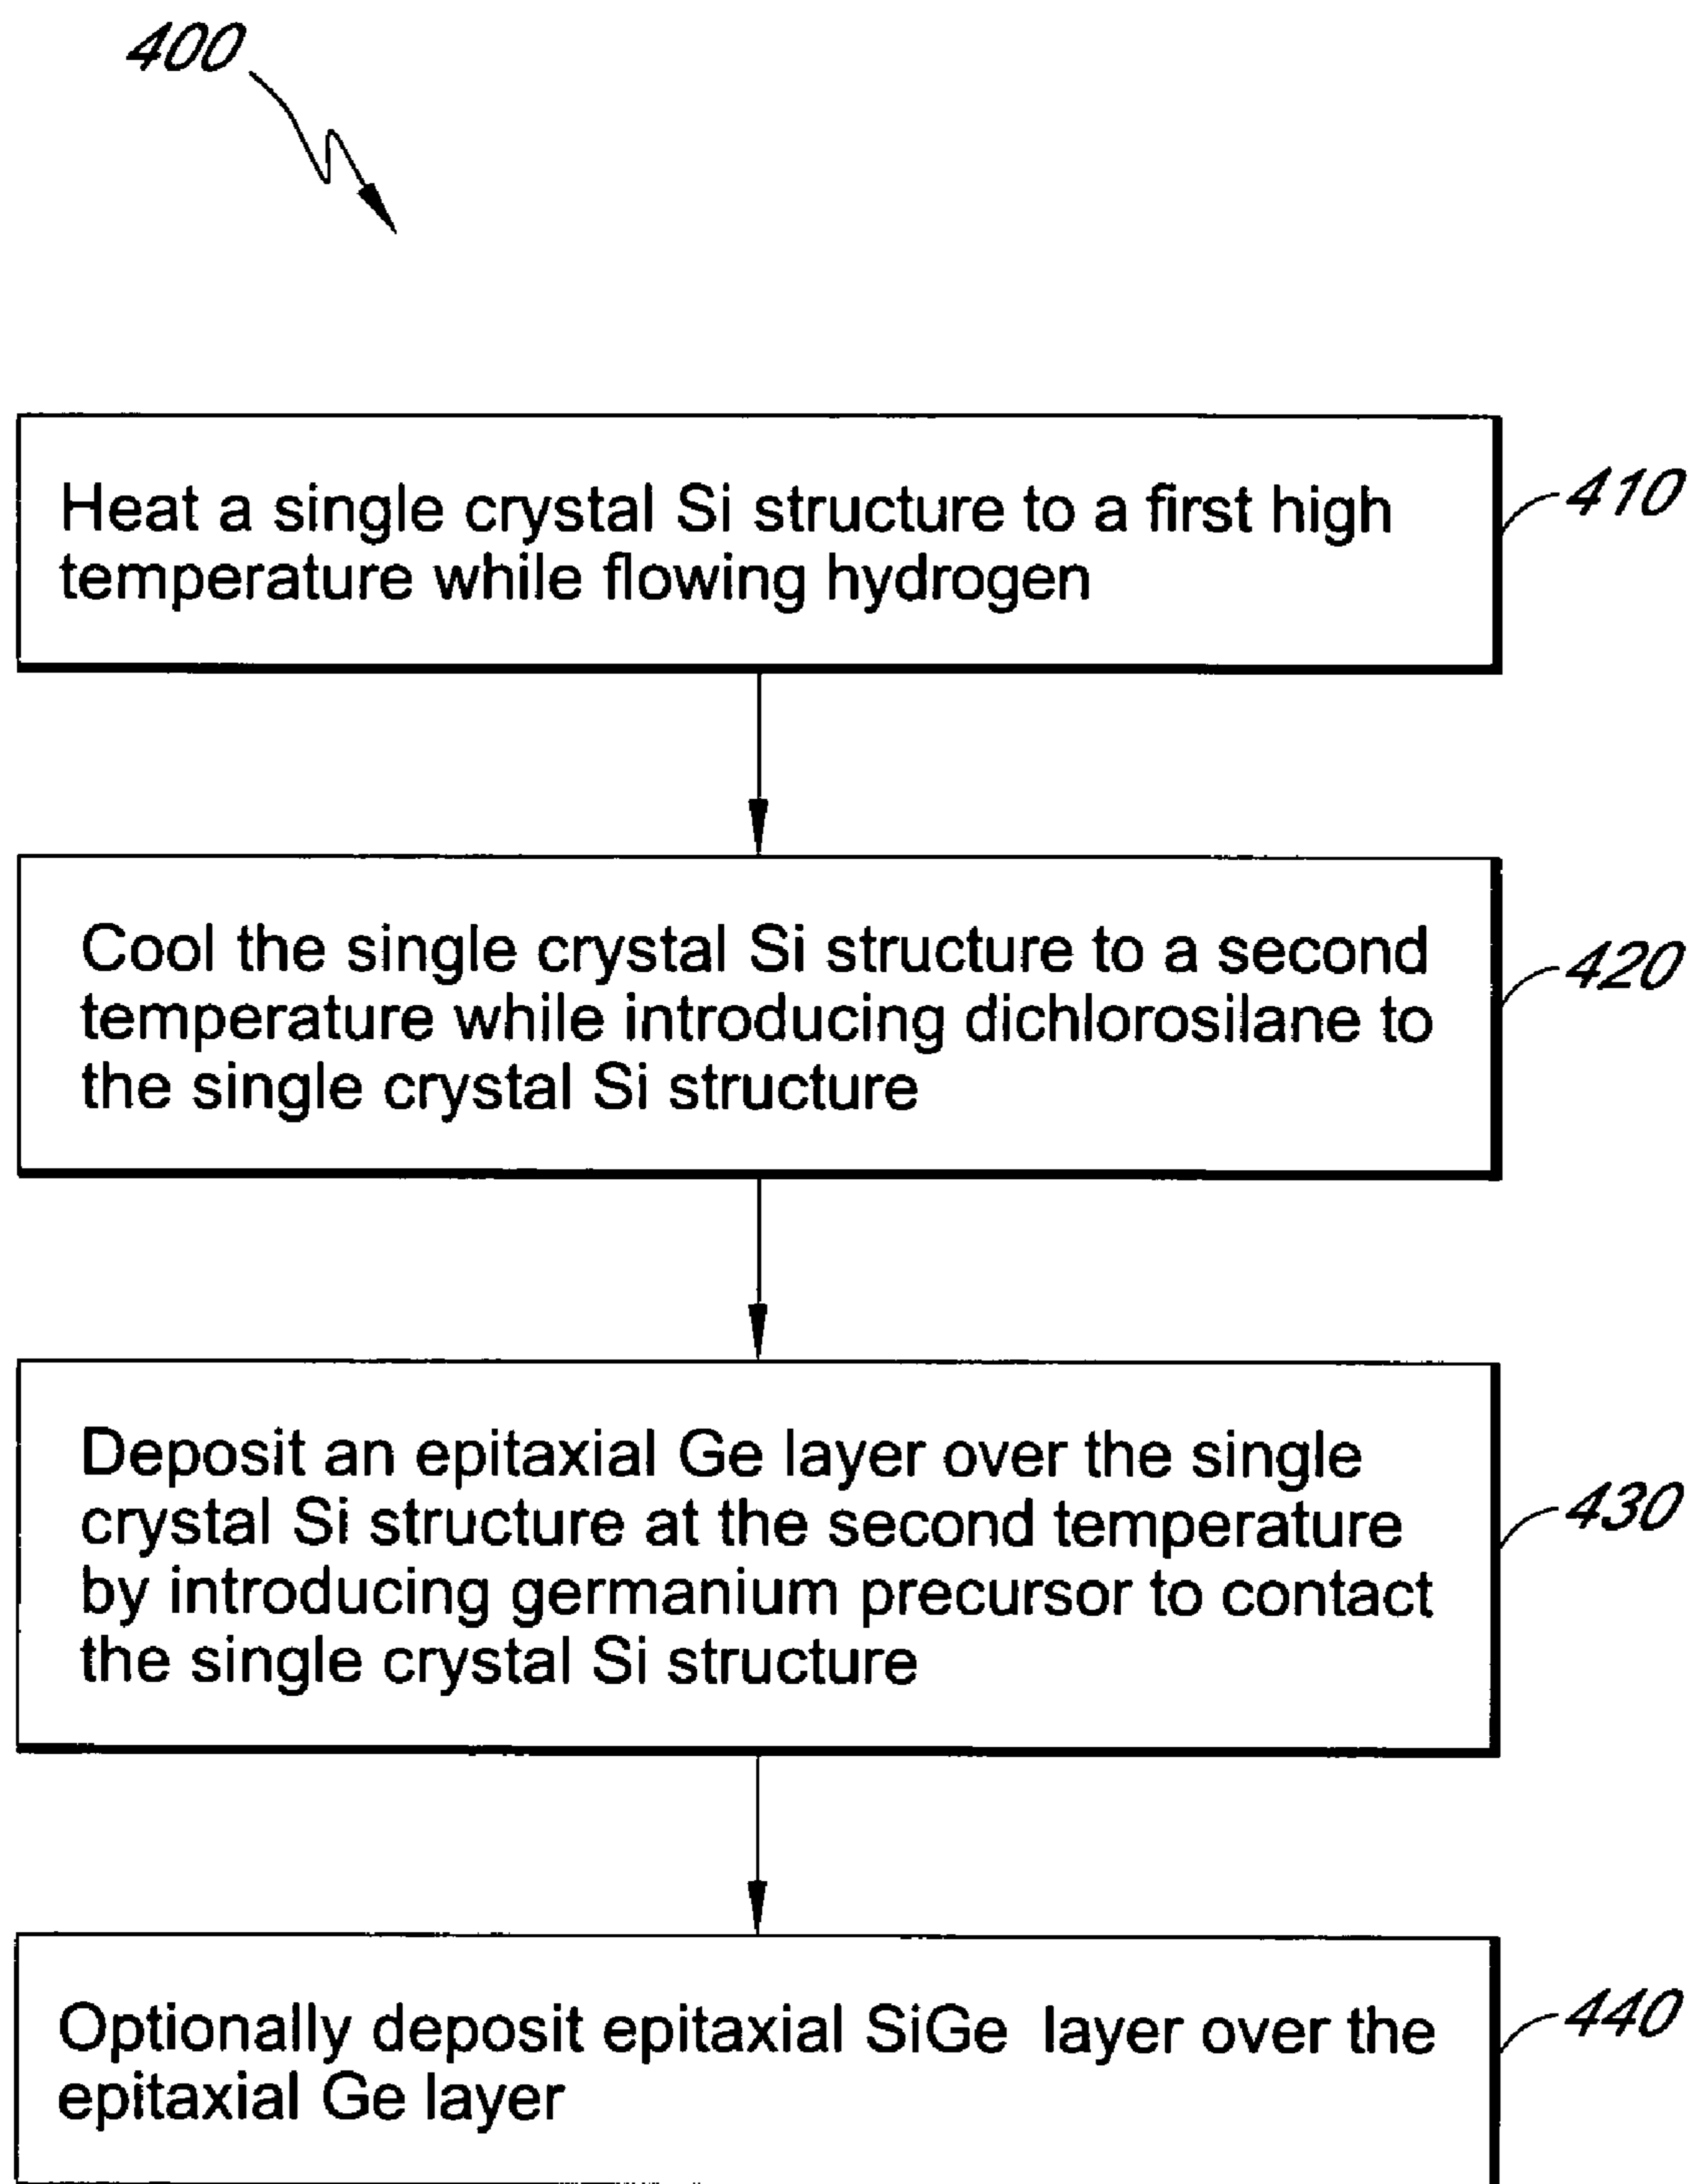 400
Heat a single crystal Si structure to a first high
temperature while flowing hydrogen
410
Cool the single crystal Si structure to a second
temperature while introducing dichlorosilane to
the single crystal Si structure
420
Deposit an epitaxial Ge layer over the single
crystal Si structure at the second temperature
by introducing germanium precursor to contact
the single crystal Si structure
430
Optionally deposit epitaxial SiGe layer over the
epitaxial Ge layer
440